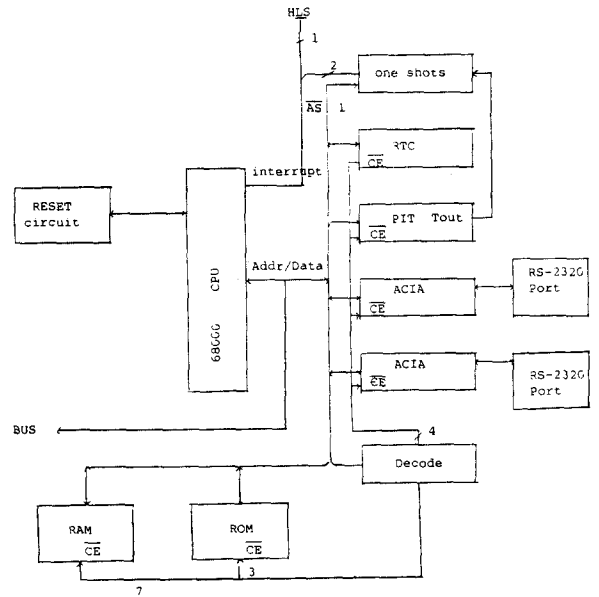 HLS
1
2
one shots
AS 1
RTC
CE
interrupt
RESET
circuit
PIT Tout
CE
Addr/Data
68000 CPU
ACIA
CE
RS-232C
Port
ACIA
CE
RS-232C
Port
BUS
4
Decode
RAM
CE
ROM
CE
3
7